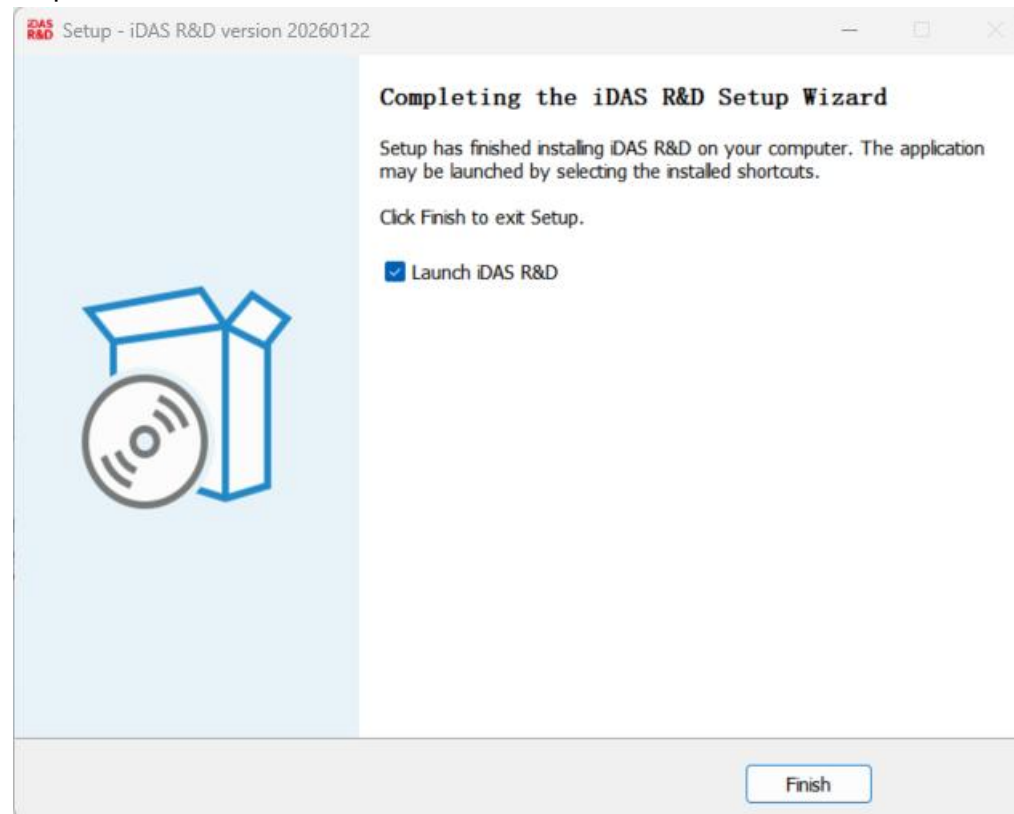 iDAS
R&D
Setup - iDAS R&D version 20260122
Completing the iDAS R&D Setup Wizard
Setup has finished installing iDAS R&D on your computer. The application
may be launched by selecting the installed shortcuts.
Click Finish to exit Setup.
Launch iDAS R&D
Finish